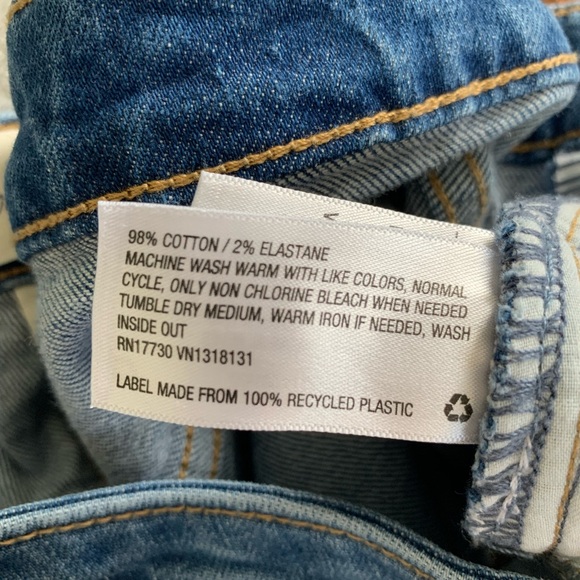 98% COTTON / 2% ELASTANE
MACHINE WASH WARM WITH LIKE COLORS, NORMAL
CYCLE, ONLY NON CHLORINE BLEACH WHEN NEEDED
TUMBLE DRY MEDIUM, WARM IRON IF NEEDED, WASH
INSIDE OUT
RN17730 VN1318131
LABEL MADE FROM 100% RECYCLED PLASTIC